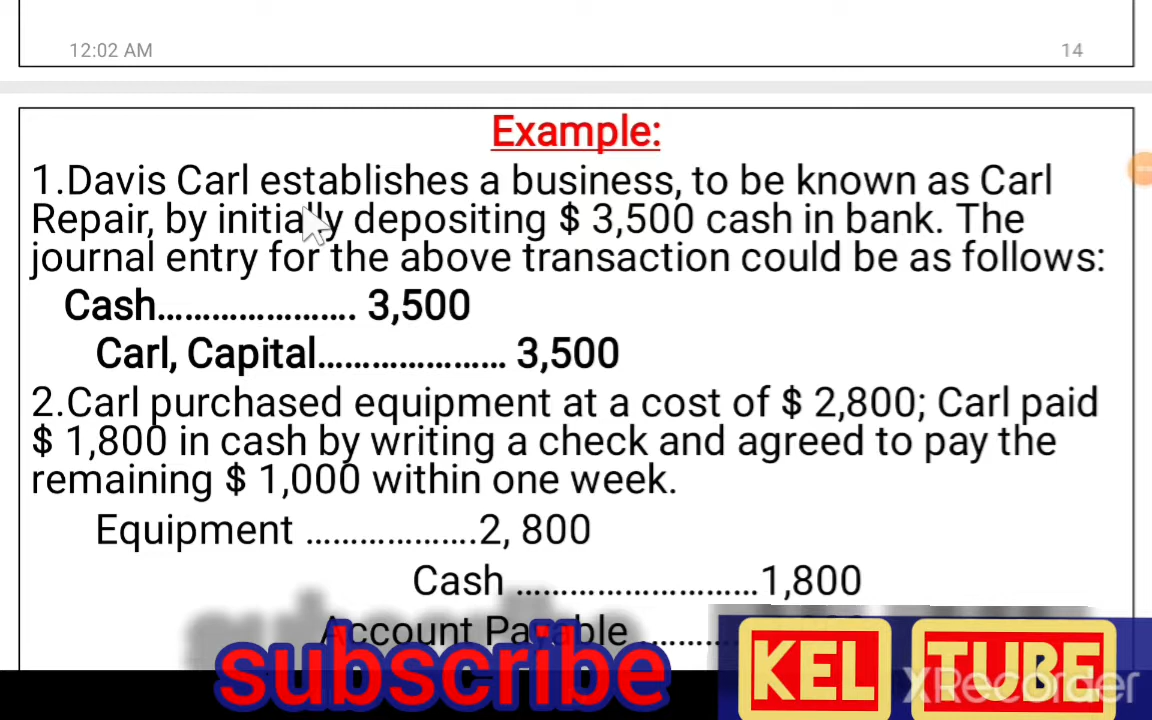 12:02 AM 14
Example:
1.Davis Carl establishes a business, to be known as Carl
Repair, by initially depositing $ 3,500 cash in bank. The
journal entry for the above transaction could be as follows:
Cash…………………. 3,500
Carl, Capital………………… 3,500
2.Carl purchased equipment at a cost of $ 2,800; Carl paid
$ 1,800 in cash by writing a check and agreed to pay the
remaining $ 1,000 within one week.
Equipment ……………….2, 800
Cash ………………………1,800
Account Payable ………
subscribe
KEL TUBE
XRecorder